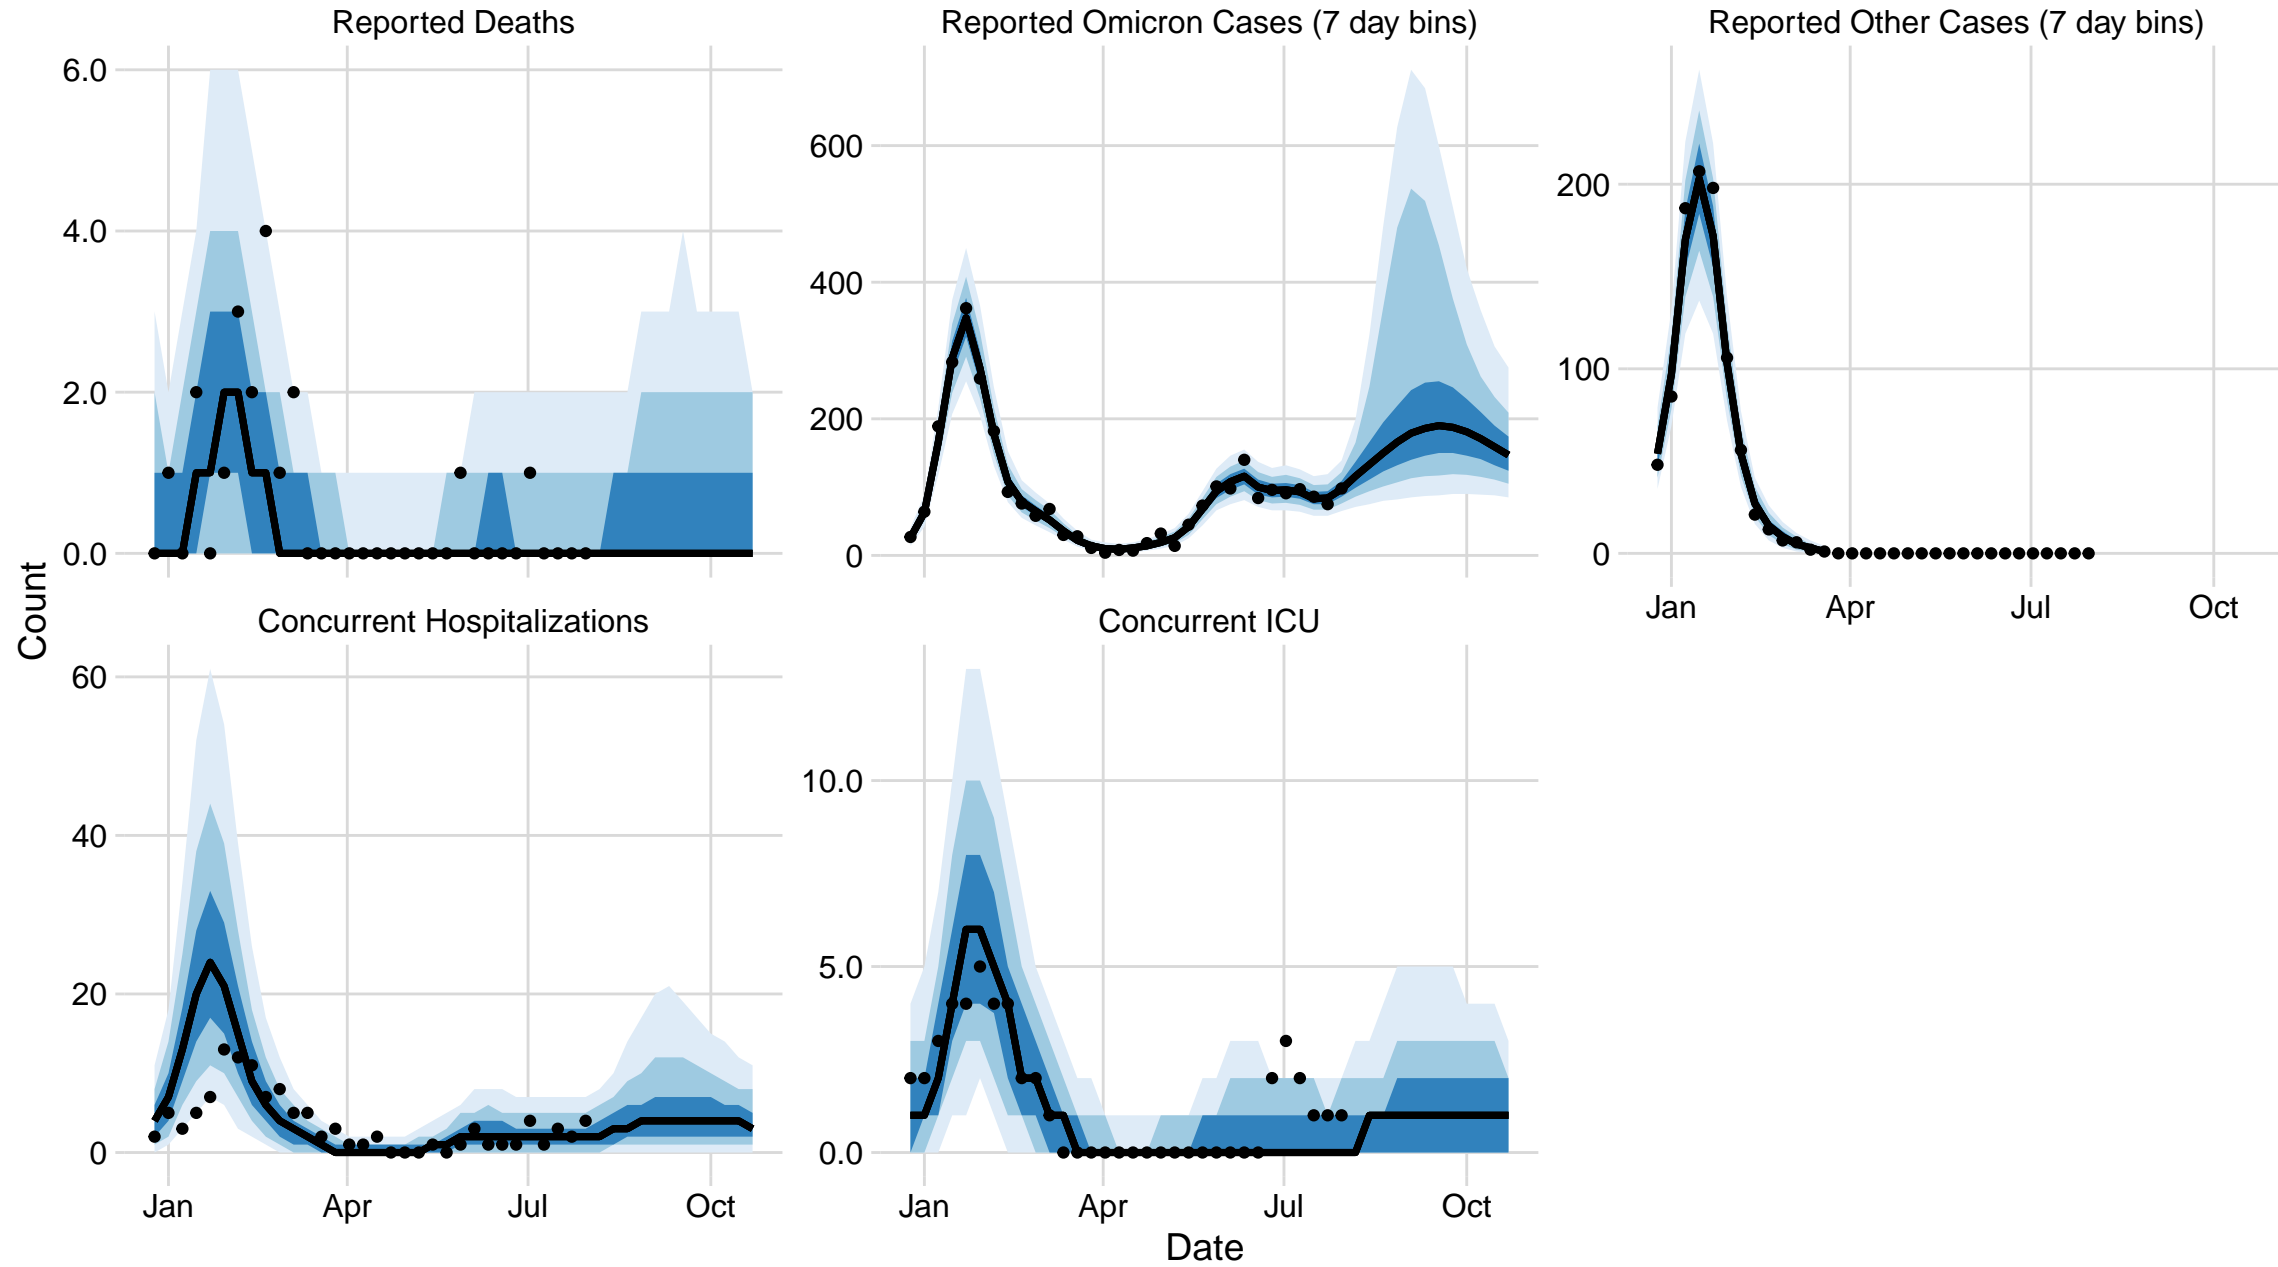 Reported Deaths
Reported Omicron Cases (7 day bins)
Reported Other Cases (7 day bins)
6.0
4.0
2.0
0.0
600
400
200
0
200
100
0
Jan
Apr
Jul
Oct
Count
Concurrent Hospitalizations
Concurrent ICU
60
40
20
0
10.0
5.0
0.0
Jan
Apr
Jul
Oct
Jan
Apr
Jul
Oct
Date